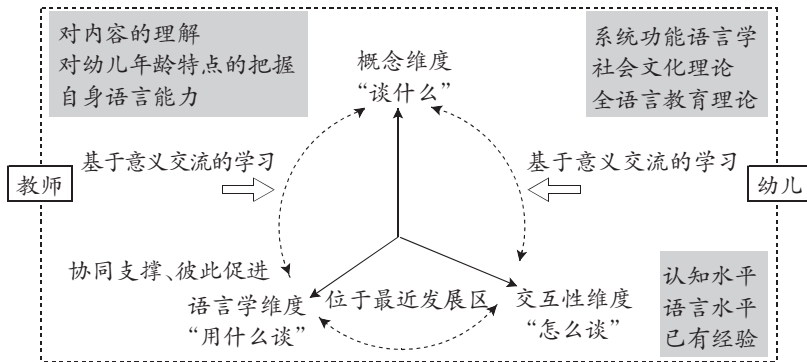 对内容的理解
对幼儿年龄特点的把握
自身语言能力
概念维度
“谈什么”
系统功能语言学
社会文化理论
全语言教育理论
教师
基于意义交流的学习
基于意义交流的学习
幼儿
协同支撑、彼此促进
语言学维度
“用什么谈”
位于最近发展区
交互性维度
“怎么谈”
认知水平
语言水平
已有经验